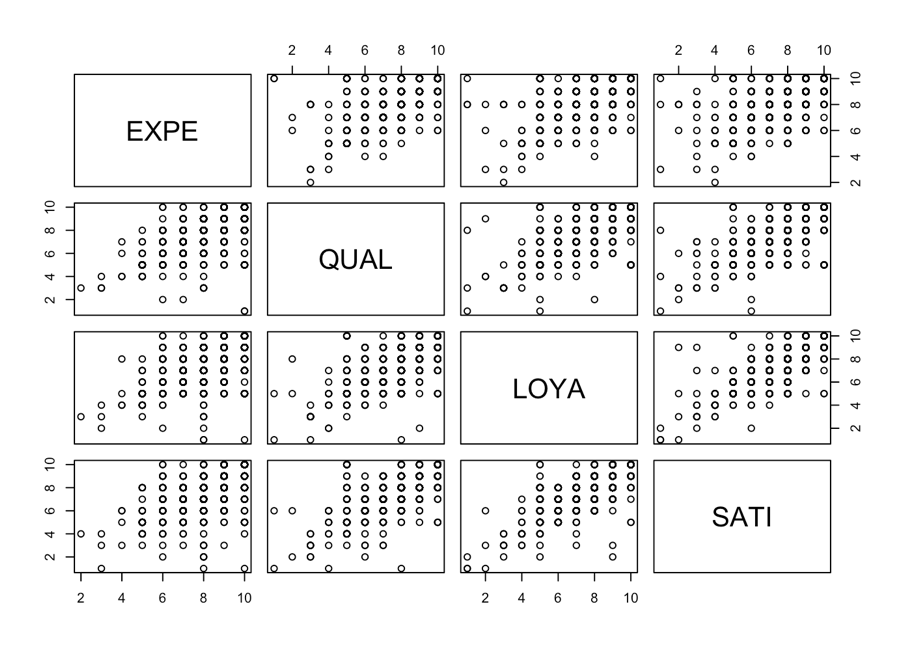 2 4 6 8 10 2 4 6 8 10
EXPE 2 4 6 8 10
2 4 6 8 10 QUAL
LOYA 2 4 6 8 10
2 4 6 8 10 SATI
2 4 6 8 10 2 4 6 8 10